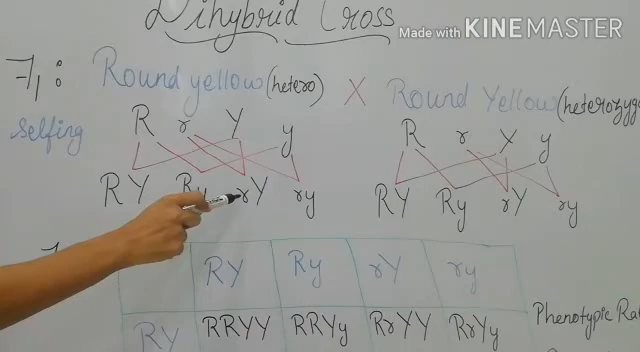 Dihybrid Cross
Made with KINEMASTER
F1: Round yellow (hetero) X Round Yellow (heterozyg
Selfing
R r Y y R r Y y
RY Ry rY ry RY Ry rY ry
RY Ry rY ry
RY RRYY RRYy RrYY RrYy
Phenotypic Ra